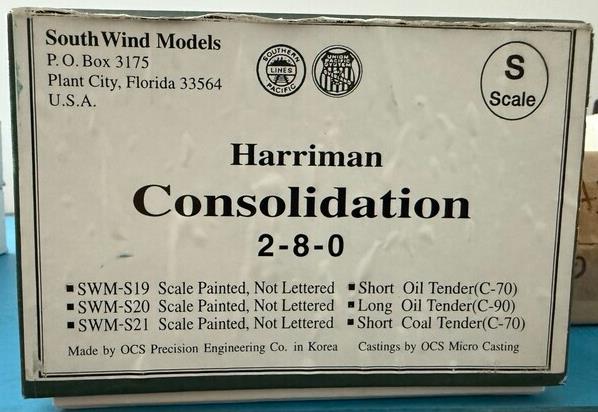 SouthWind Models
P.O.Box 3175
Plant City, Florida 33564
U.S.A.
SOUTHERN
LINES
PACIFIC
UNION
PACIFIC
SYSTEM
S
Scale
Harriman
Consolidation
2-8-0
■ SWM-S19 Scale Painted, Not Lettered ■ Short Oil Tender(C-70)
■ SWM-S20 Scale Painted, Not Lettered ■ Long Oil Tender(C-90)
■ SWM-S21 Scale Painted, Not Lettered ■ Short Coal Tender(C-70)
Made by OCS Precision Engineering Co. in Korea Castings by OCS Micro Casting